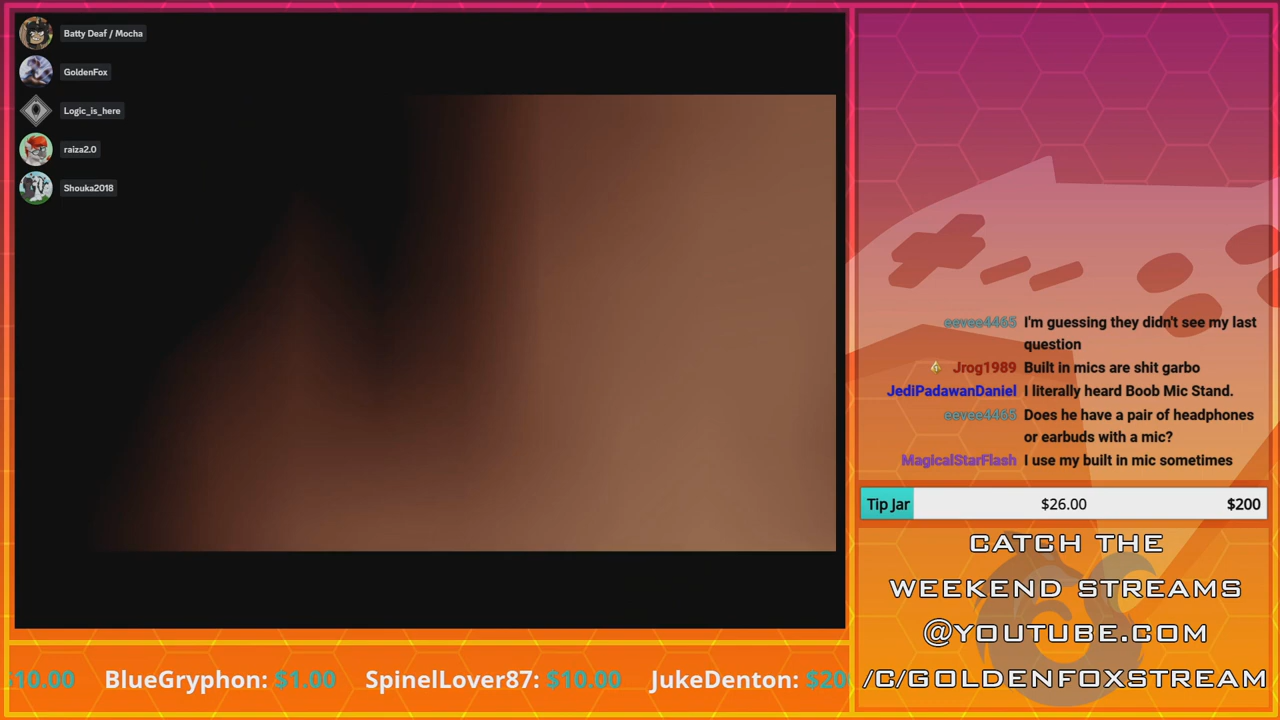 Batty Deaf / Mocha
GoldenFox
Logic_is_here
raiza2.0
Shouka2018
eevee4465 I'm guessing they didn't see my last
question
Jrog1989 Built in mics are shit garbo
JediPadawanDaniel I literally heard Boob Mic Stand.
eevee4465 Does he have a pair of headphones
or earbuds with a mic?
MagicalStarFlash I use my built in mic sometimes
Tip Jar $26.00 $200
CATCH THE
WEEKEND STREAMS
@YOUTUBE.COM
/C/GOLDENFOXSTREAM
10.00 BlueGryphon: $1.00 SpinelLover87: $10.00 JukeDenton: $20